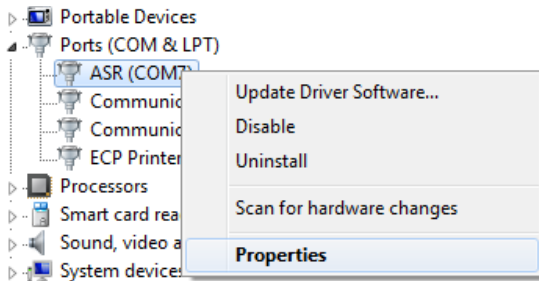 Portable Devices
Ports (COM & LPT)
ASR (COM7)
Communic
Communic
ECP Printer
Processors
Smart card rea
Sound, video a
System devices
Update Driver Software...
Disable
Uninstall
Scan for hardware changes
Properties